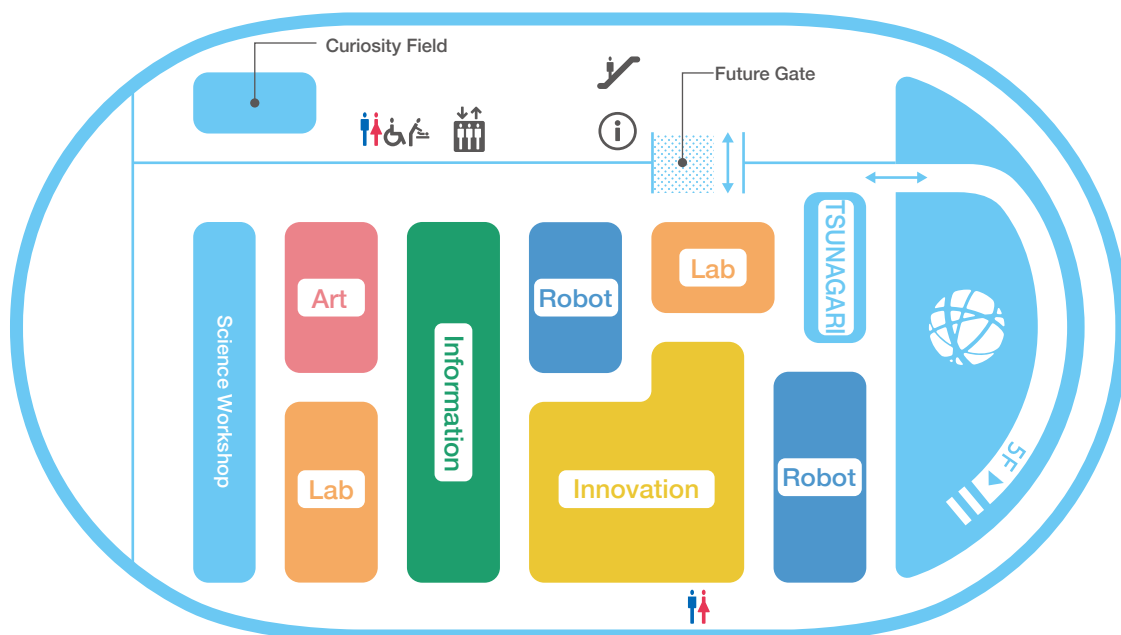 Curiosity Field
Future Gate
TSUNAGARI
Art
Robot
Lab
Science Workshop
Information
Lab
Innovation
Robot
5F